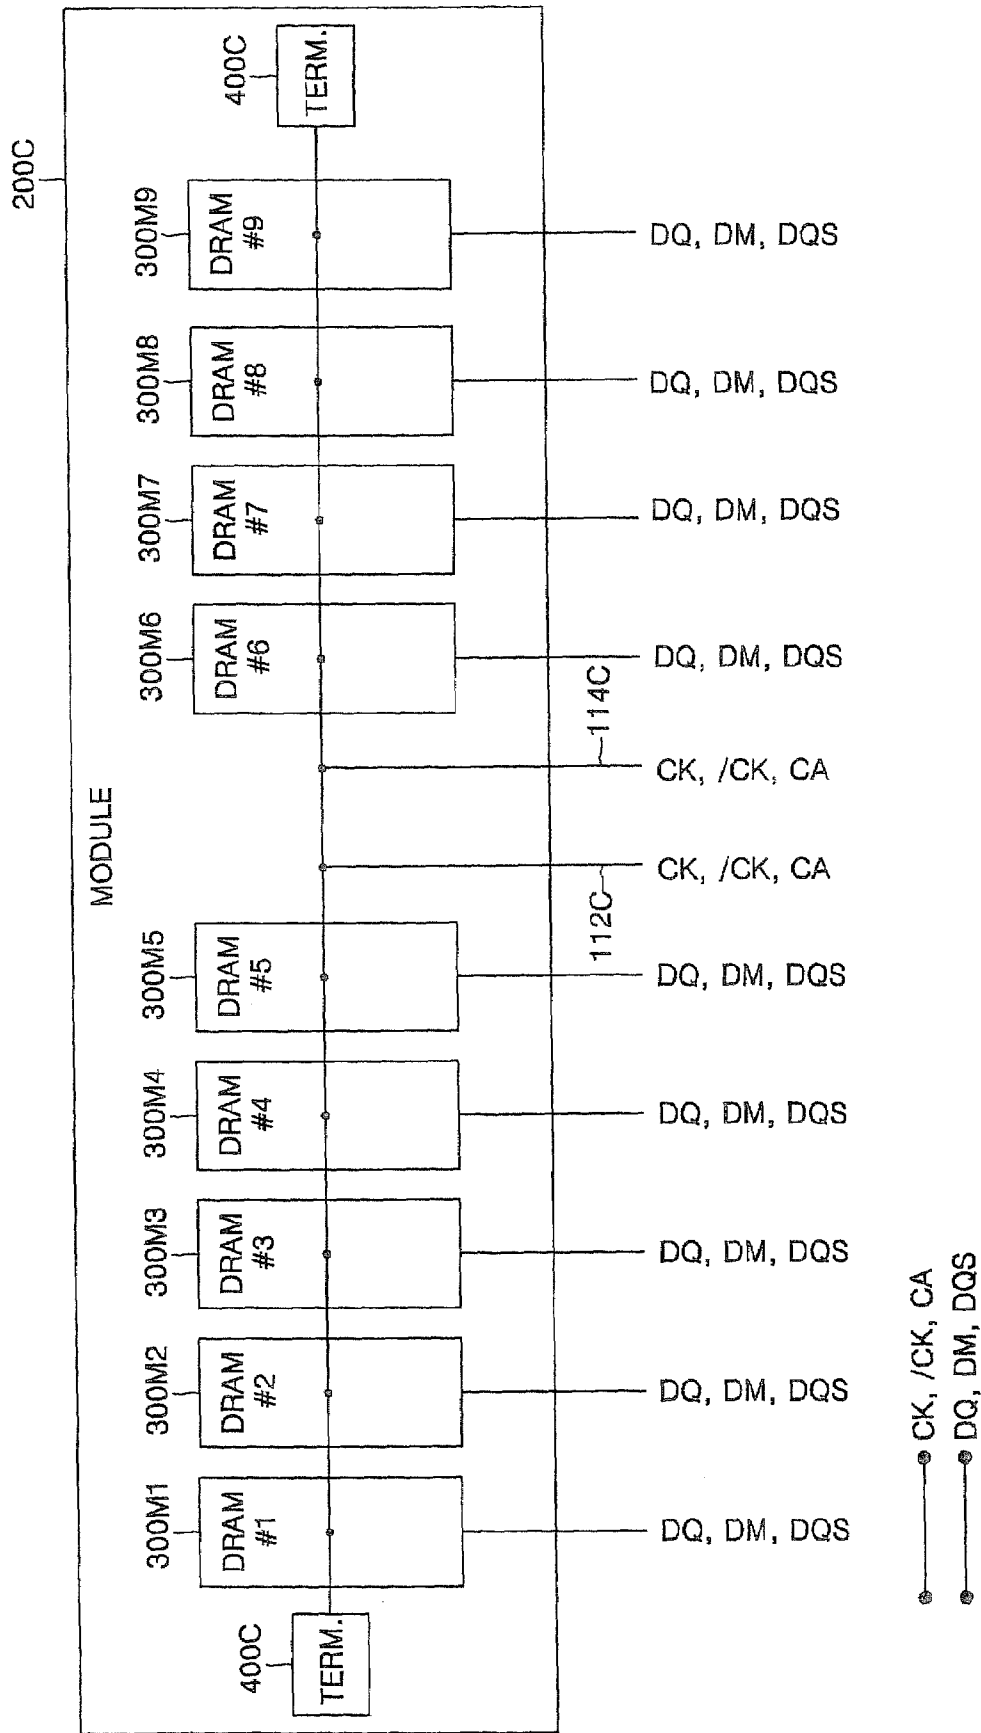 200C
MODULE
400C
TERM.
300M1
DRAM
#1
300M2
DRAM
#2
300M3
DRAM
#3
300M4
DRAM
#4
300M5
DRAM
#5
300M6
DRAM
#6
300M7
DRAM
#7
300M8
DRAM
#8
300M9
DRAM
#9
400C
TERM.
112C
114C
DQ, DM, DQS
DQ, DM, DQS
DQ, DM, DQS
DQ, DM, DQS
DQ, DM, DQS
CK, /CK, CA
CK, /CK, CA
DQ, DM, DQS
DQ, DM, DQS
DQ, DM, DQS
DQ, DM, DQS
CK, /CK, CA
DQ, DM, DQS